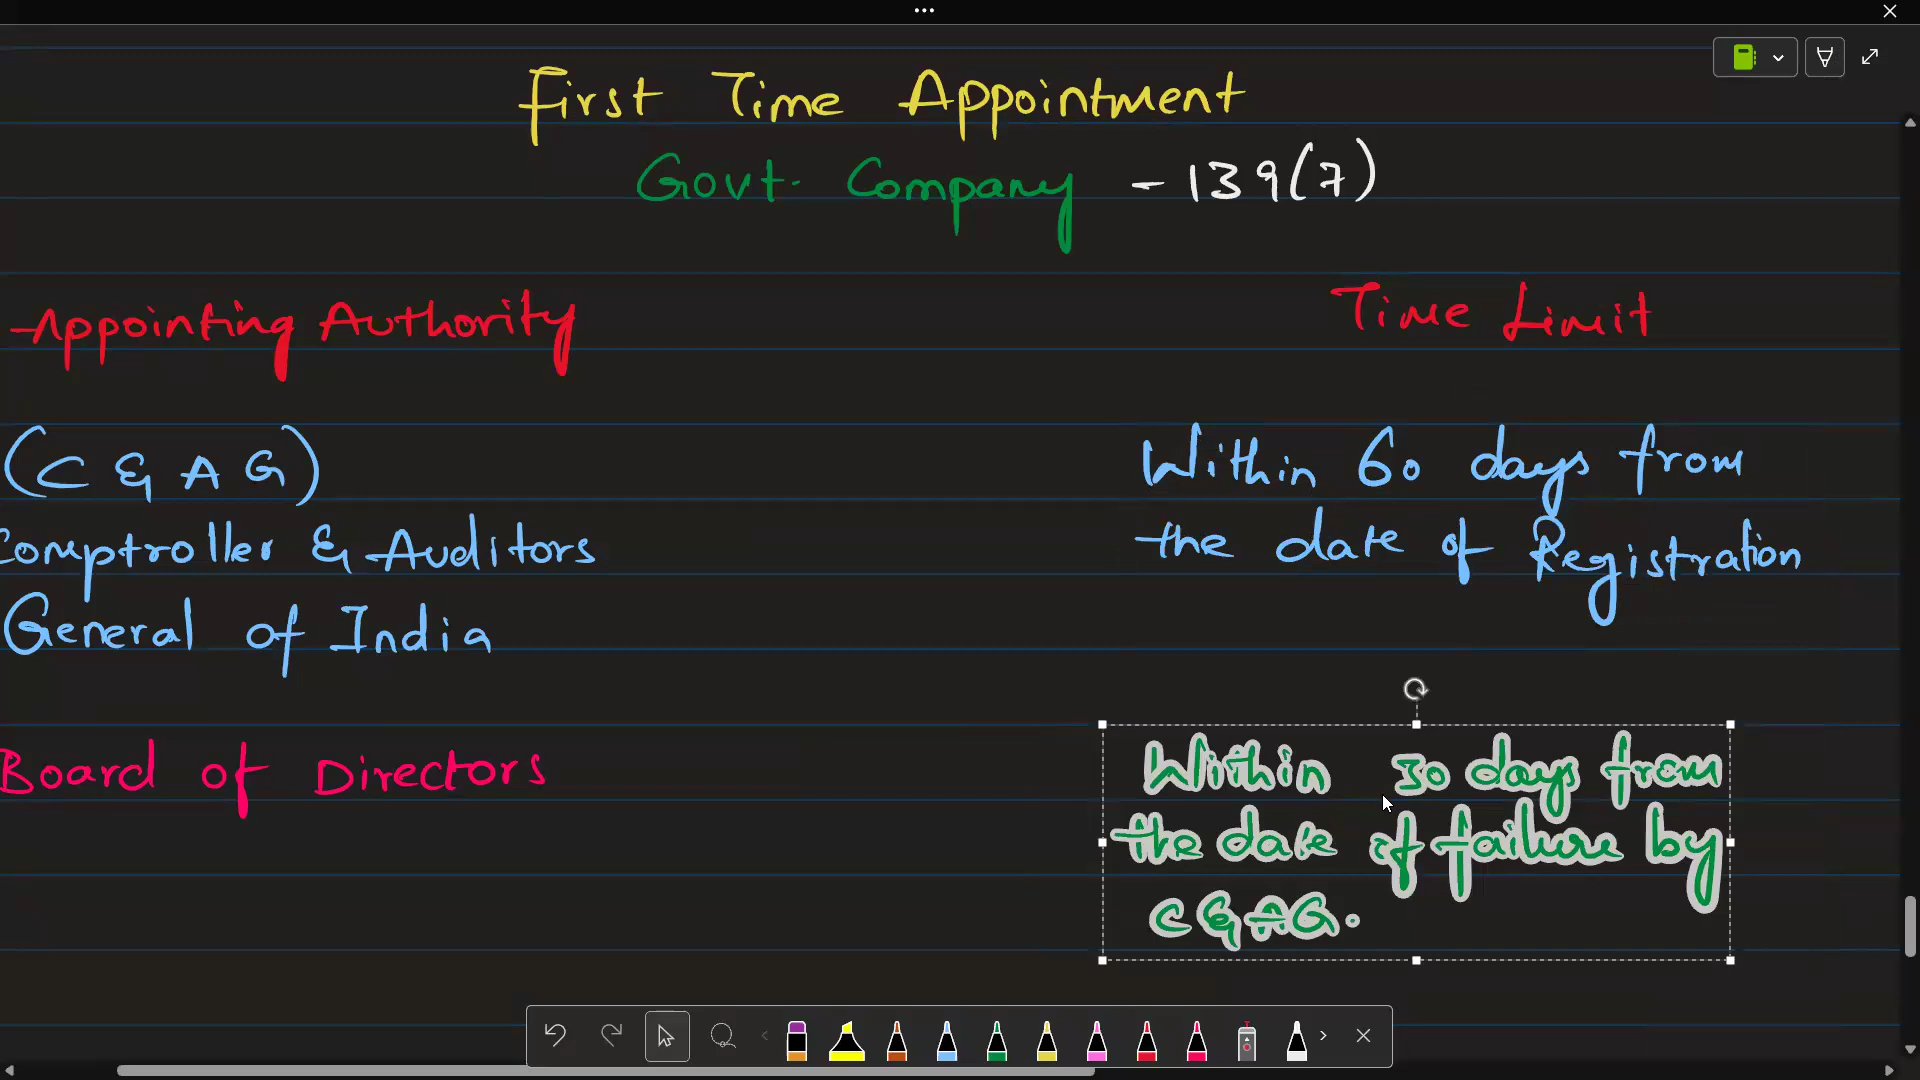 First Time Appointment
Govt. Company - 139(7)
Appointing Authority
Time Limit
(C & A G)
Comptroller & Auditors
General of India
Within 60 days from
the date of Registration
Board of Directors
Within 30 days from
the date of failure by
C & A G.